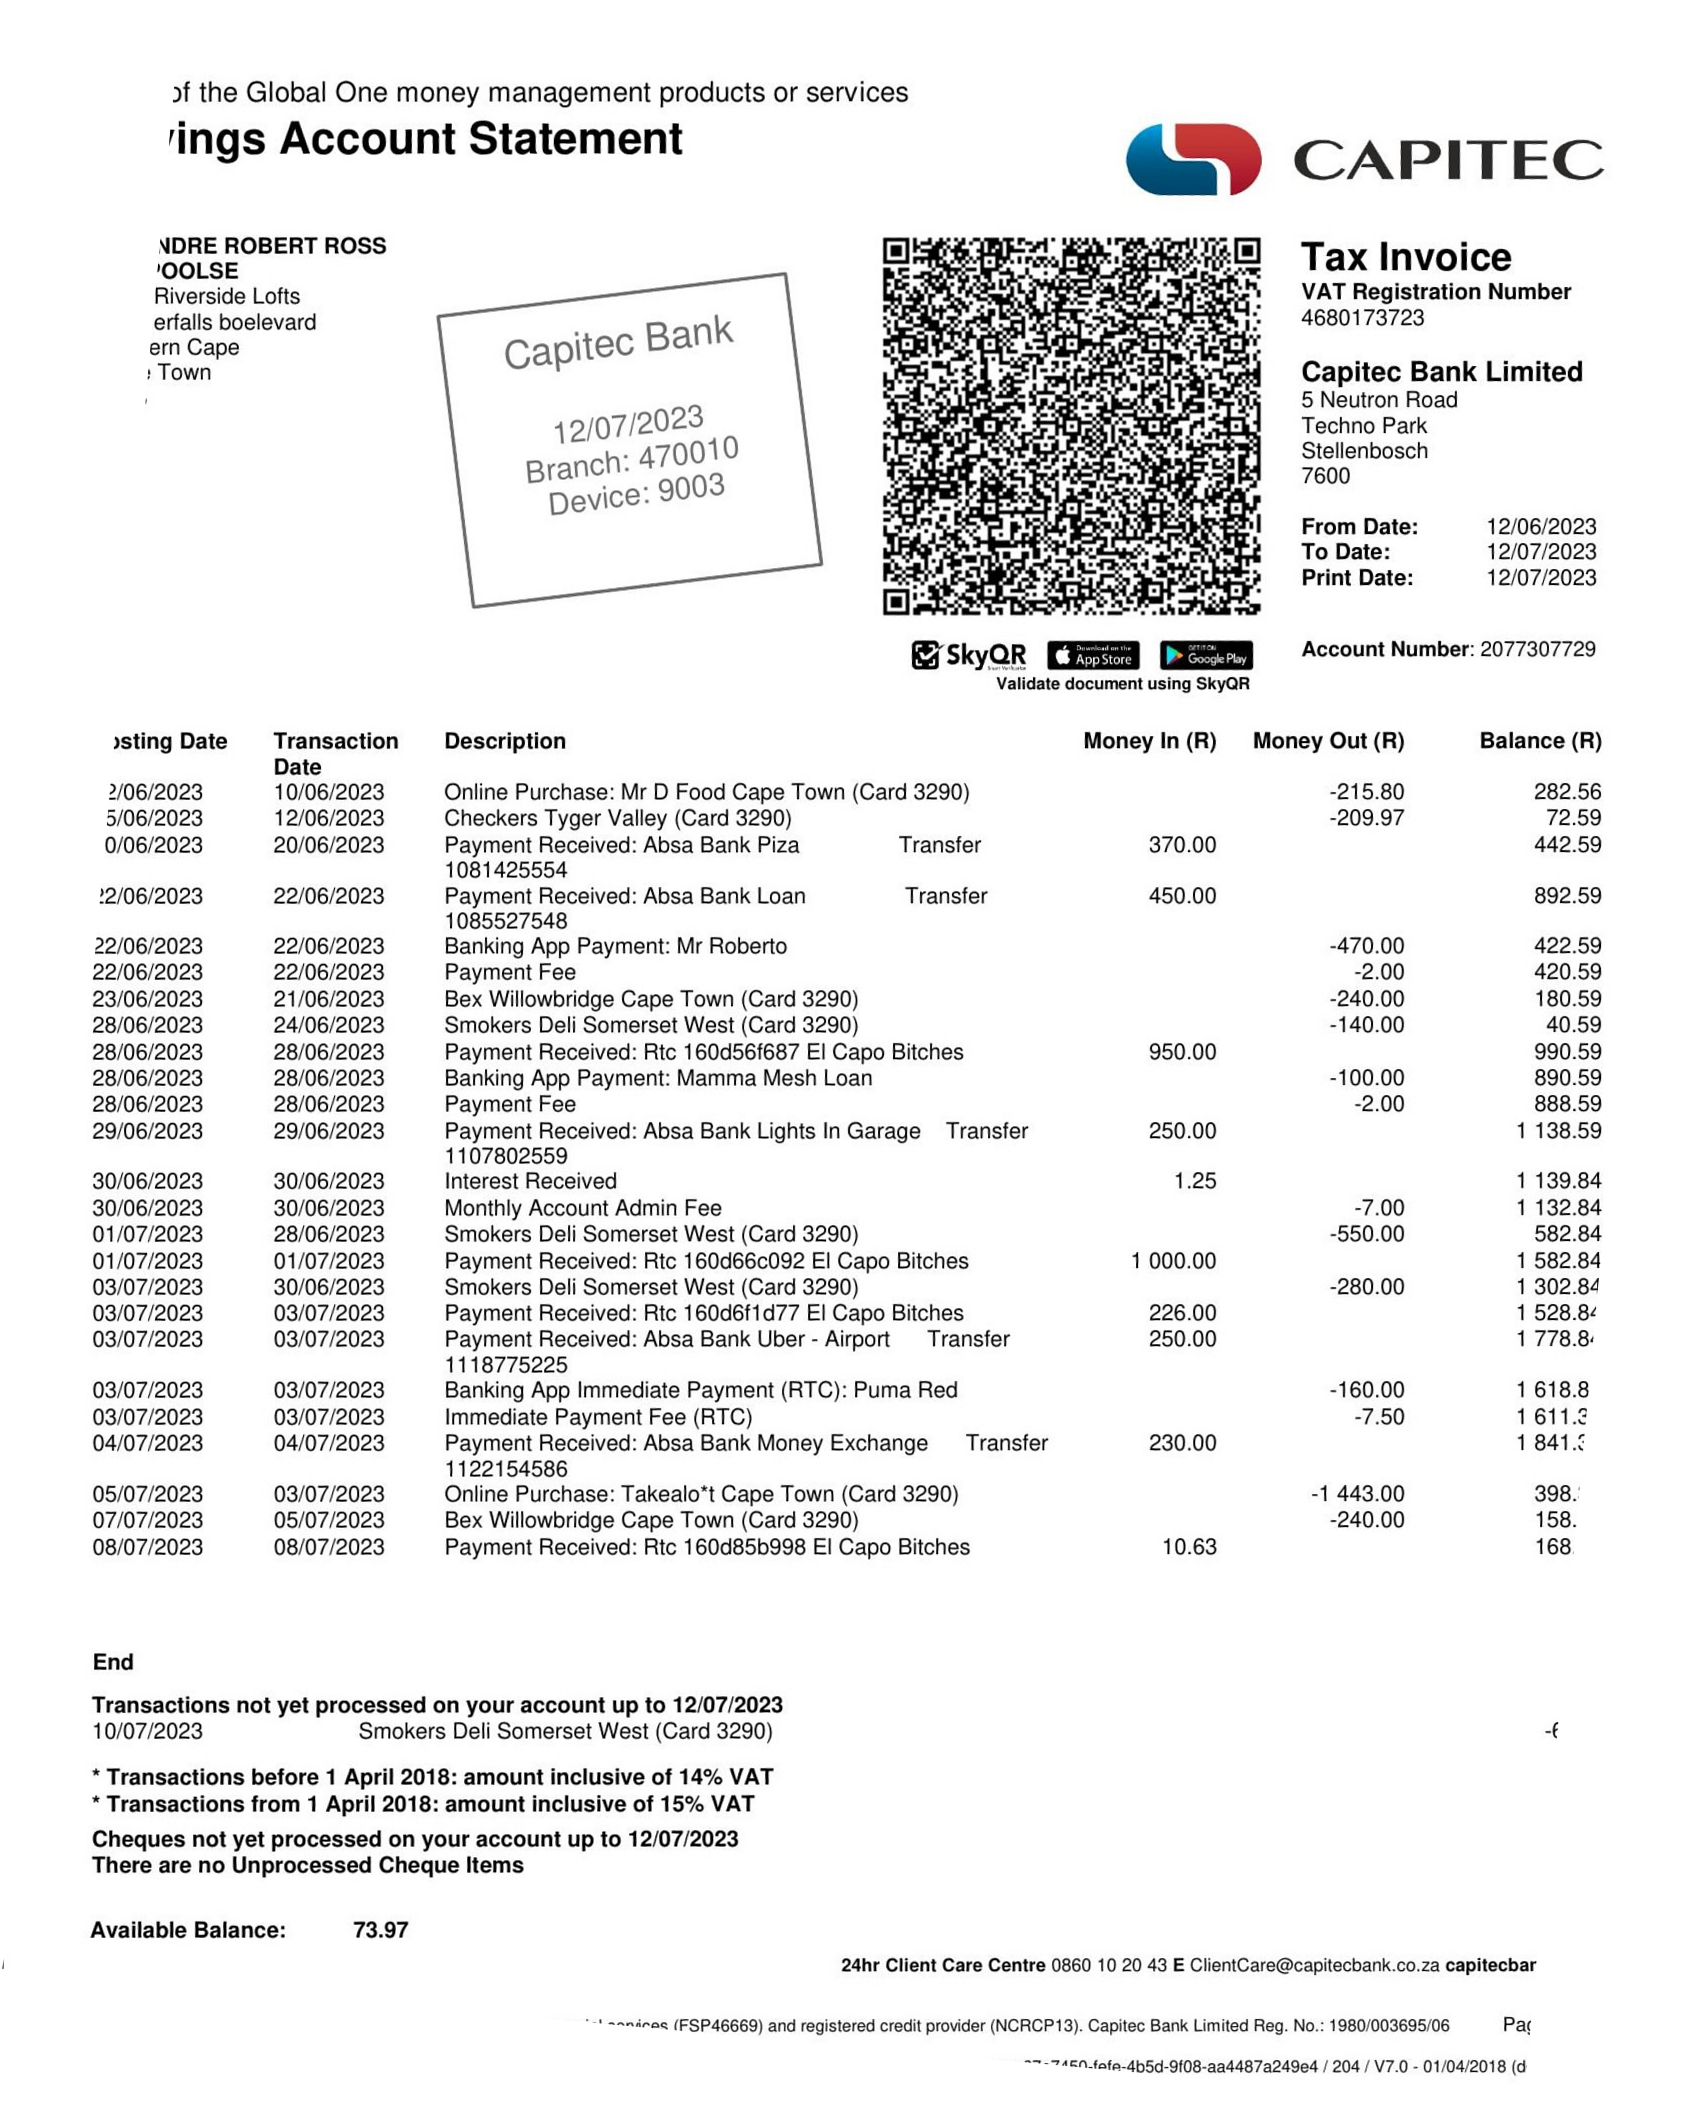 of the Global One money management products or services
ings Account Statement
CAPITEC
NDRE ROBERT ROSS
POOLSE
Riverside Lofts
erfalls boelevard
ern Cape
Town
Capitec Bank
12/07/2023
Branch: 470010
Device: 9003
SkyQR
Download on the
App Store
GET IT ON
Google Play
Validate document using SkyQR
Tax Invoice
VAT Registration Number
4680173723
Capitec Bank Limited
5 Neutron Road
Techno Park
Stellenbosch
7600
From Date: 12/06/2023
To Date: 12/07/2023
Print Date: 12/07/2023
Account Number: 2077307729
osting Date Transaction Description Money In (R) Money Out (R) Balance (R)
Date
2/06/2023 10/06/2023 Online Purchase: Mr D Food Cape Town (Card 3290) -215.80 282.56
5/06/2023 12/06/2023 Checkers Tyger Valley (Card 3290) -209.97 72.59
0/06/2023 20/06/2023 Payment Received: Absa Bank Piza Transfer 370.00 442.59
1081425554
22/06/2023 22/06/2023 Payment Received: Absa Bank Loan Transfer 450.00 892.59
1085527548
22/06/2023 22/06/2023 Banking App Payment: Mr Roberto -470.00 422.59
22/06/2023 22/06/2023 Payment Fee -2.00 420.59
23/06/2023 21/06/2023 Bex Willowbridge Cape Town (Card 3290) -240.00 180.59
28/06/2023 24/06/2023 Smokers Deli Somerset West (Card 3290) -140.00 40.59
28/06/2023 28/06/2023 Payment Received: Rtc 160d56f687 El Capo Bitches 950.00 990.59
28/06/2023 28/06/2023 Banking App Payment: Mamma Mesh Loan -100.00 890.59
28/06/2023 28/06/2023 Payment Fee -2.00 888.59
29/06/2023 29/06/2023 Payment Received: Absa Bank Lights In Garage Transfer 250.00 1 138.59
1107802559
30/06/2023 30/06/2023 Interest Received 1.25 1 139.84
30/06/2023 30/06/2023 Monthly Account Admin Fee -7.00 1 132.84
01/07/2023 28/06/2023 Smokers Deli Somerset West (Card 3290) -550.00 582.84
01/07/2023 01/07/2023 Payment Received: Rtc 160d66c092 El Capo Bitches 1 000.00 1 582.84
03/07/2023 30/06/2023 Smokers Deli Somerset West (Card 3290) -280.00 1 302.84
03/07/2023 03/07/2023 Payment Received: Rtc 160d6f1d77 El Capo Bitches 226.00 1 528.84
03/07/2023 03/07/2023 Payment Received: Absa Bank Uber - Airport Transfer 250.00 1 778.8
1118775225
03/07/2023 03/07/2023 Banking App Immediate Payment (RTC): Puma Red -160.00 1 618.8
03/07/2023 03/07/2023 Immediate Payment Fee (RTC) -7.50 1 611.3
04/07/2023 04/07/2023 Payment Received: Absa Bank Money Exchange Transfer 230.00 1 841.3
1122154586
05/07/2023 03/07/2023 Online Purchase: Takealo*t Cape Town (Card 3290) -1 443.00 398.
07/07/2023 05/07/2023 Bex Willowbridge Cape Town (Card 3290) -240.00 158.
08/07/2023 08/07/2023 Payment Received: Rtc 160d85b998 El Capo Bitches 10.63 168.
End
Transactions not yet processed on your account up to 12/07/2023
10/07/2023 Smokers Deli Somerset West (Card 3290)
* Transactions before 1 April 2018: amount inclusive of 14% VAT
* Transactions from 1 April 2018: amount inclusive of 15% VAT
Cheques not yet processed on your account up to 12/07/2023
There are no Unprocessed Cheque Items
Available Balance: 73.97
24hr Client Care Centre 0860 10 20 43 E ClientCare@capitecbank.co.za capitecbar
services (FSP46669) and registered credit provider (NCRCP13). Capitec Bank Limited Reg. No.: 1980/003695/06 Pag
-fefe-4b5d-9f08-aa4487a249e4 / 204 / V7.0 - 01/04/2018 (d